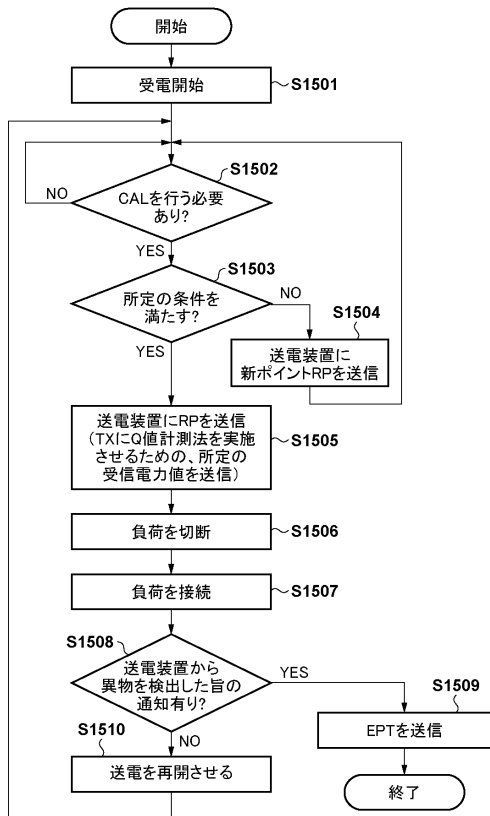 開始
受電開始
S1501
S1502
CALを行う必要
あり?
NO
YES
S1503
所定の条件を
満たす?
NO
YES
S1504
送電装置に
新ポイントRPを送信
送電装置にRPを送信
(TXにQ値計測法を実施
させるための、所定の
受信電力値を送信)
S1505
負荷を切断
S1506
負荷を接続
S1507
S1508
送電装置から
異物を検出した旨の
通知有り?
YES
NO
S1509
EPTを送信
終了
S1510
送電を再開させる